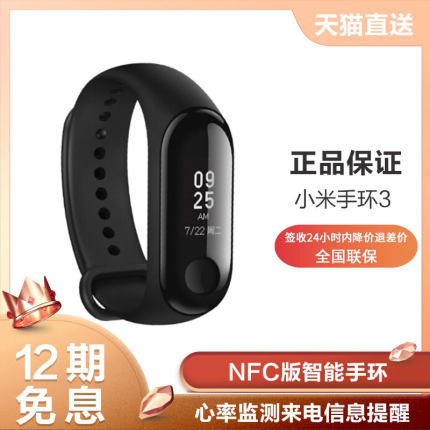 天猫直送
正品保证
小米手环3
签收24小时内降价退差价
全国联保
09
25
AM
7/22 周二
12期
免息
NFC版智能手环
心率监测来电信息提醒